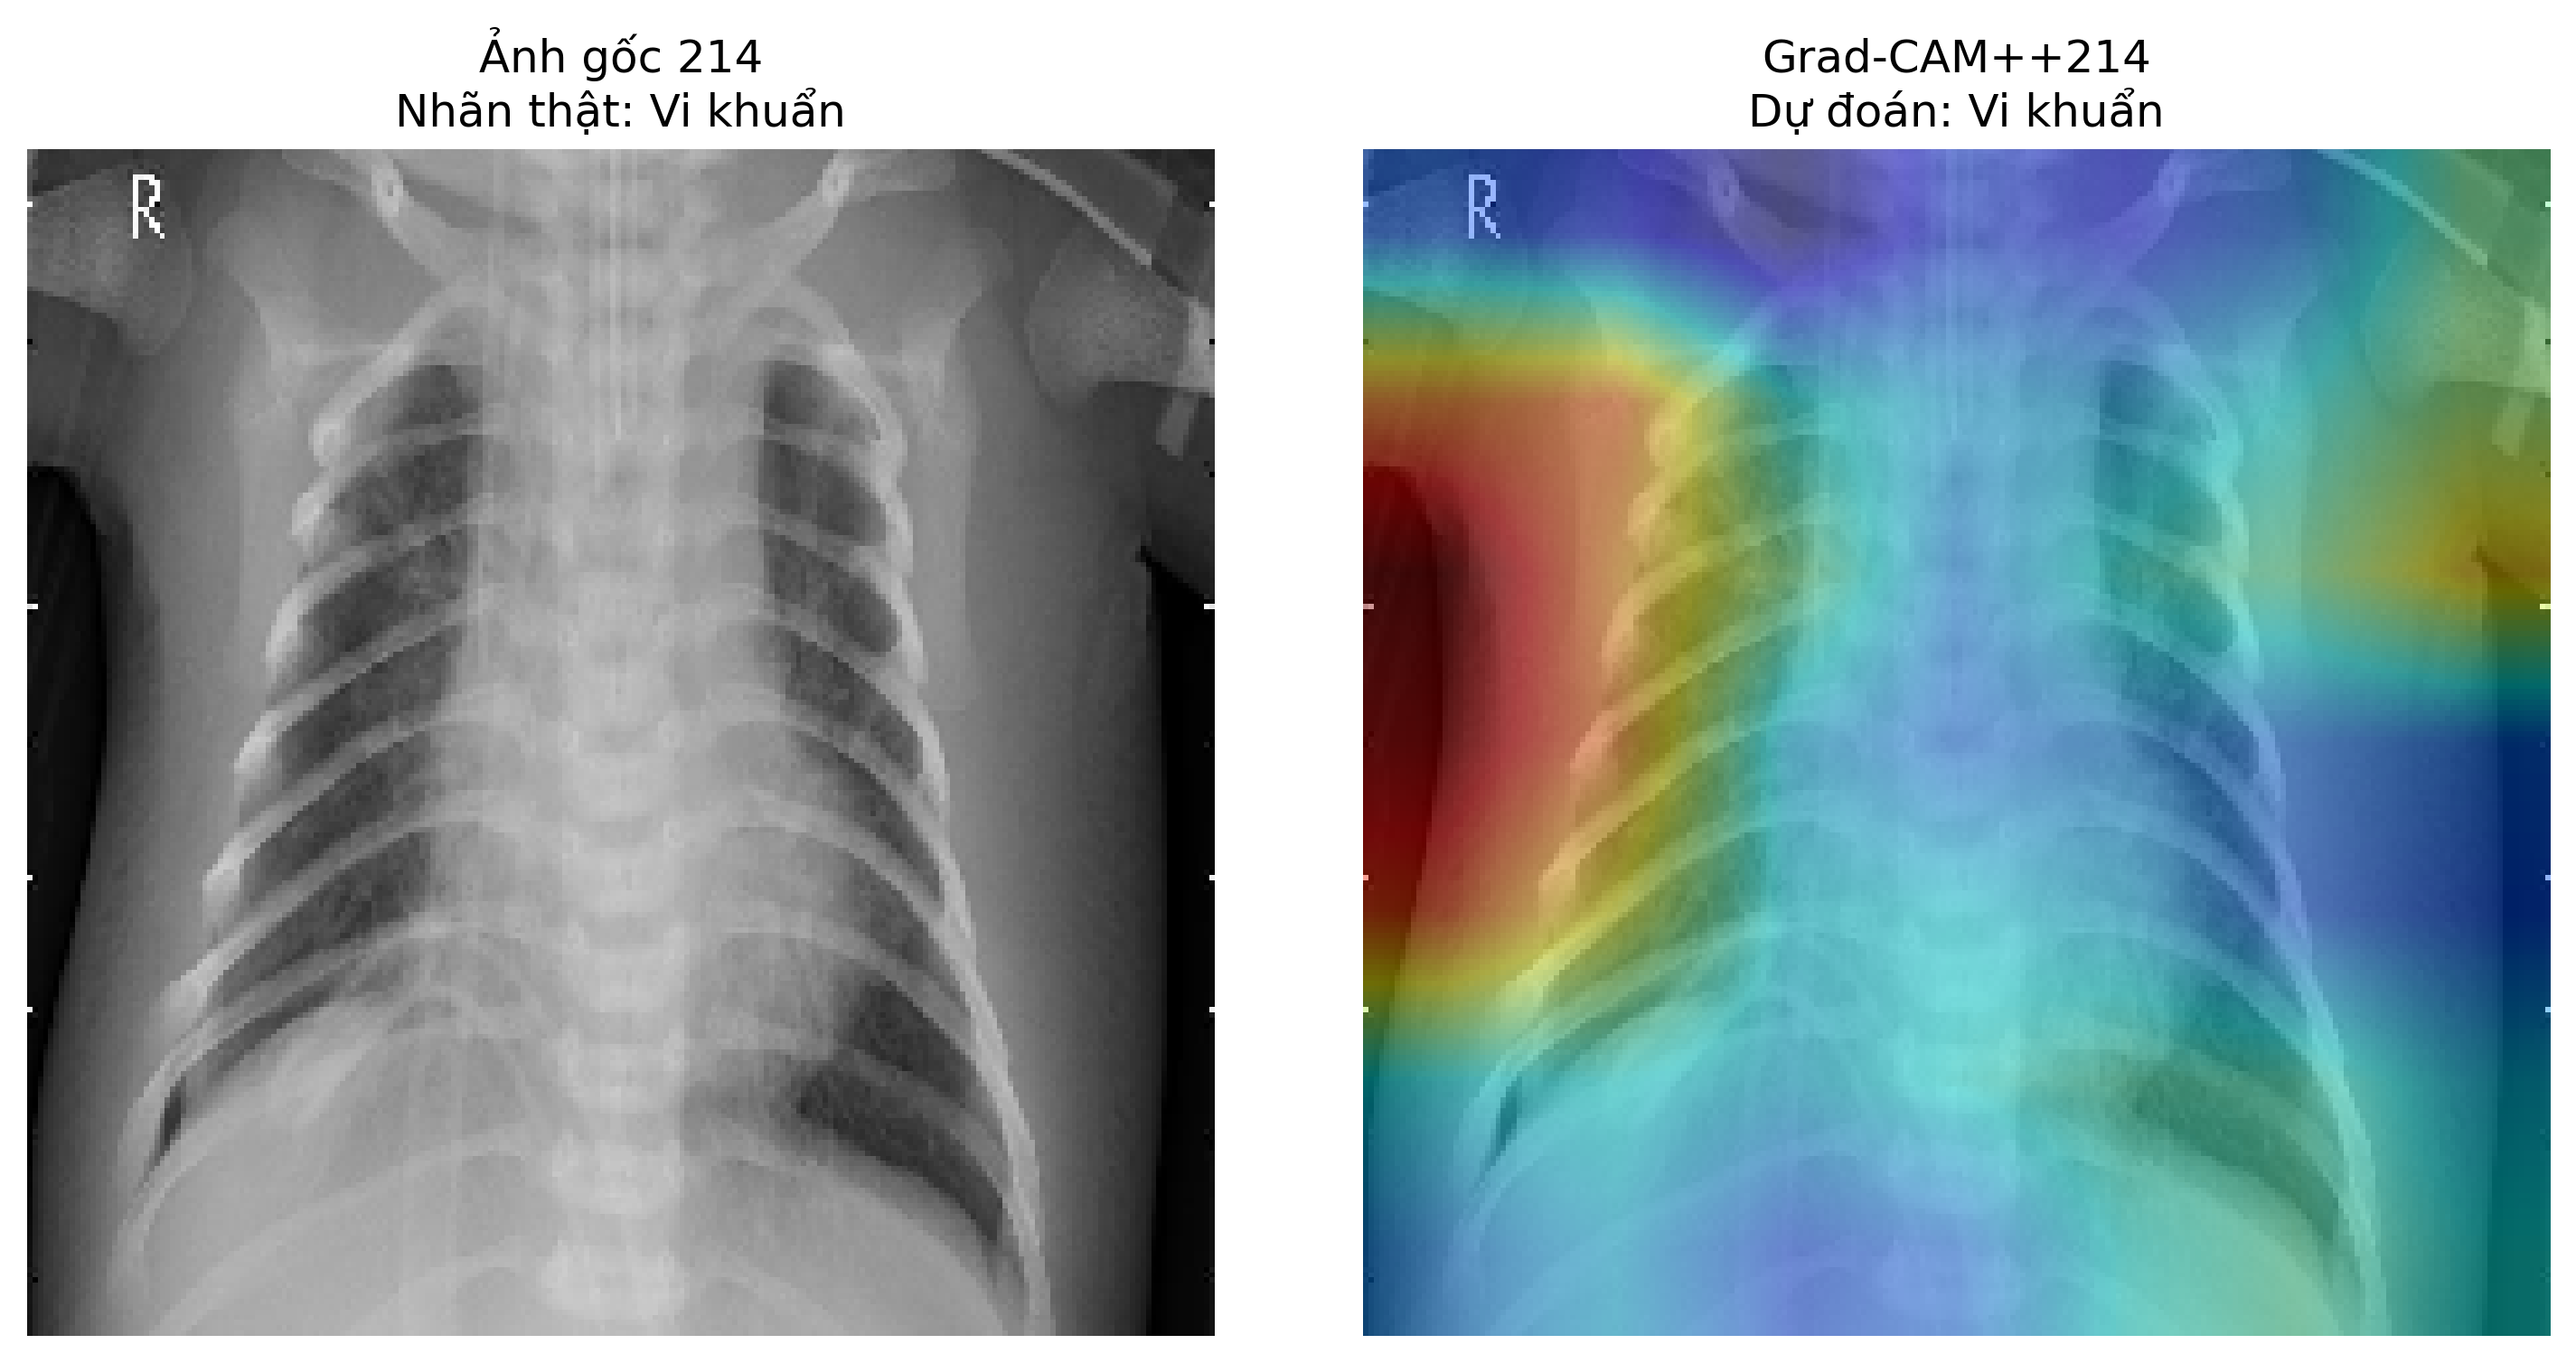 Ảnh gốc 214
Nhãn thật: Vi khuẩn
R
Grad-CAM++214
Dự đoán: Vi khuẩn
R